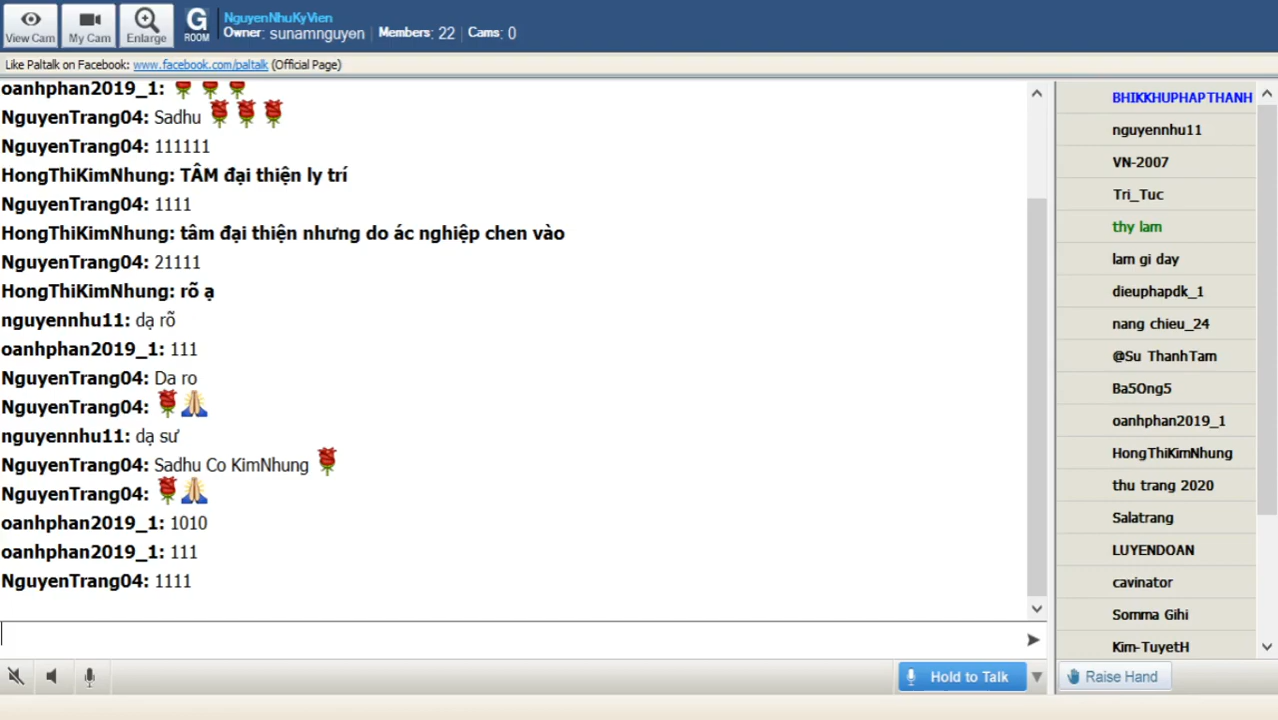 View Cam
My Cam
Enlarge
G
ROOM
NguyenNhuKyVien
Owner: sunamnguyen | Members: 22 | Cams: 0
Like Paltalk on Facebook: www.facebook.com/paltalk (Official Page)
oanhphan2019_1:
NguyenTrang04: Sadhu
NguyenTrang04: 111111
HongThiKimNhung: TÂM đại thiện ly trí
NguyenTrang04: 1111
HongThiKimNhung: tâm đại thiện nhưng do ác nghiệp chen vào
NguyenTrang04: 21111
HongThiKimNhung: rõ ạ
nguyennhu11: dạ rõ
oanhphan2019_1: 111
NguyenTrang04: Da ro
NguyenTrang04: 🌹🙏
nguyennhu11: dạ sư
NguyenTrang04: Sadhu Co KimNhung 🌹
NguyenTrang04: 🌹🙏
oanhphan2019_1: 1010
oanhphan2019_1: 111
NguyenTrang04: 1111
BHIKKHUPHAPTHANH
nguyennhu11
VN-2007
Tri_Tuc
thy lam
lam gi day
dieuphapdk_1
nang chieu_24
@Su ThanhTam
Ba5Ong5
oanhphan2019_1
HongThiKimNhung
thu trang 2020
Salatrang
LUYENDOAN
cavinator
Somma Gihi
Kim-TuyetH
Hold to Talk
Raise Hand